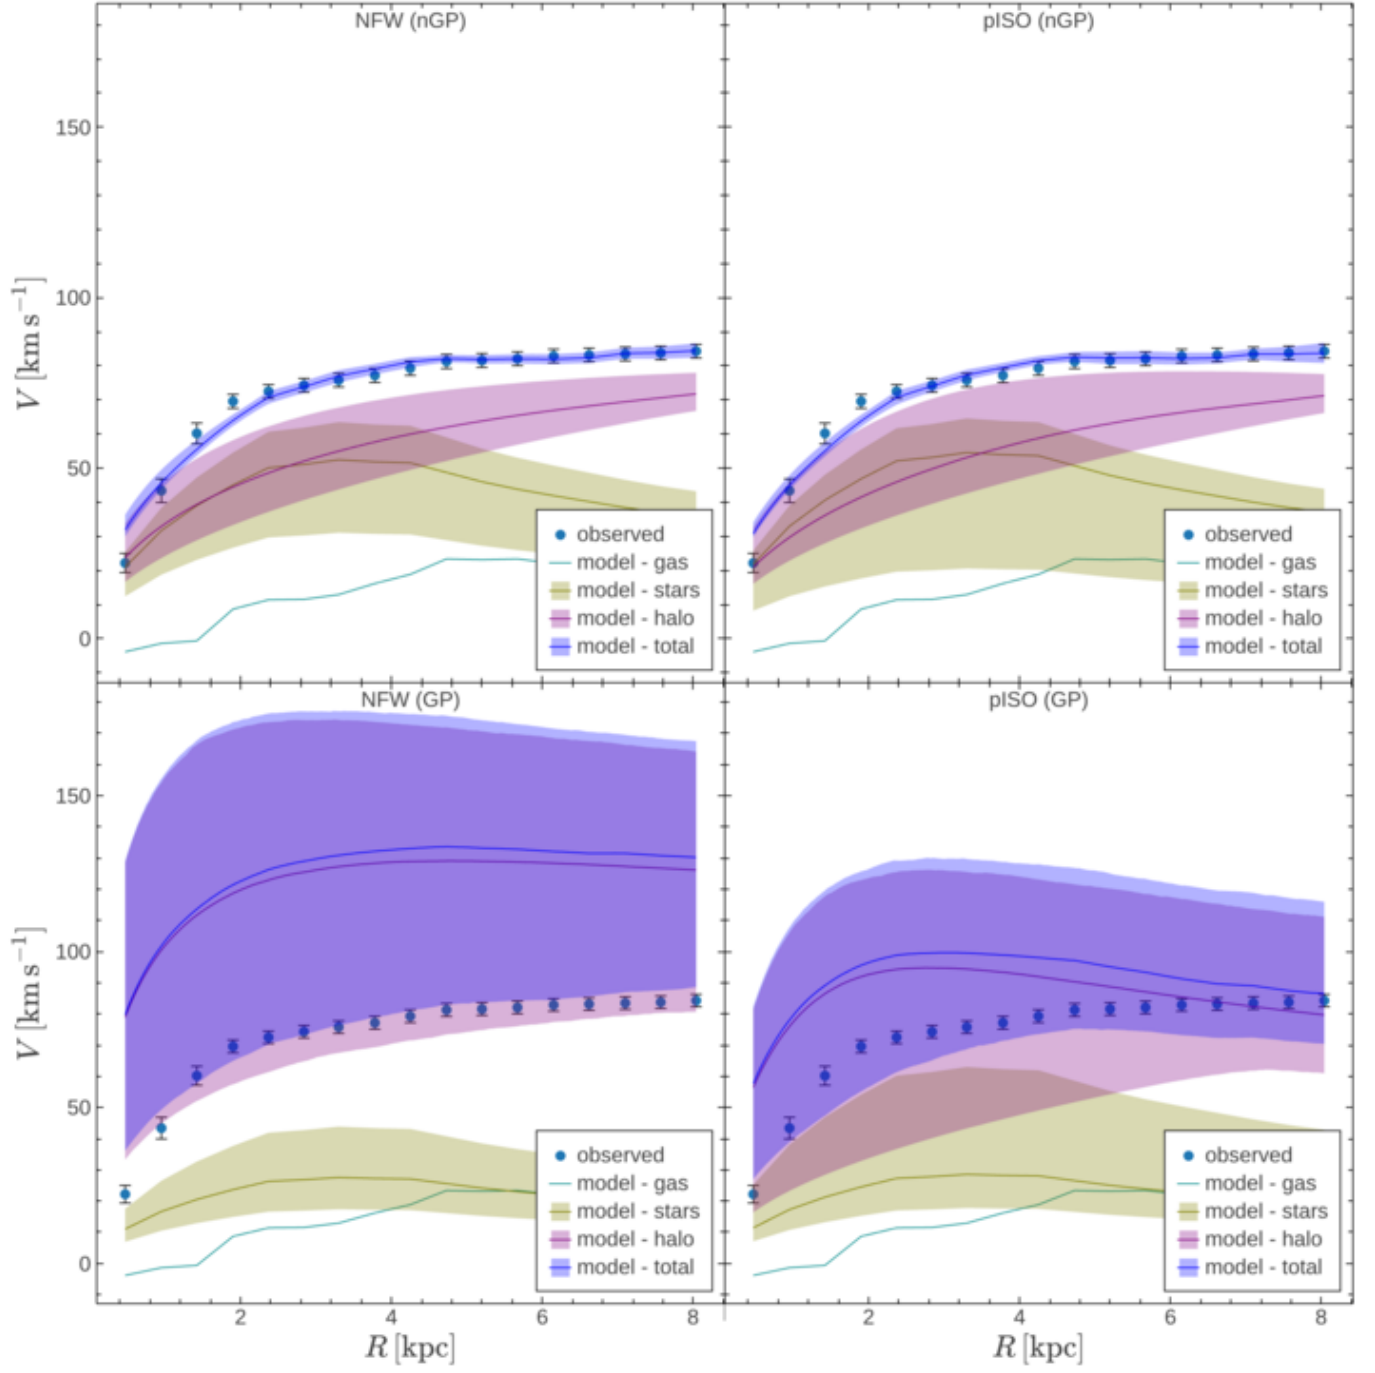 NFW (nGP)
pISO (nGP)
150
100
50
0
V [km s⁻¹]
observed
model - gas
model - stars
model - halo
model - total
observed
model - gas
model - stars
model - halo
model - total
NFW (GP)
pISO (GP)
150
100
50
0
V [km s⁻¹]
observed
model - gas
model - stars
model - halo
model - total
observed
model - gas
model - stars
model - halo
model - total
2 4 6 8
2 4 6 8
R [kpc]
R [kpc]